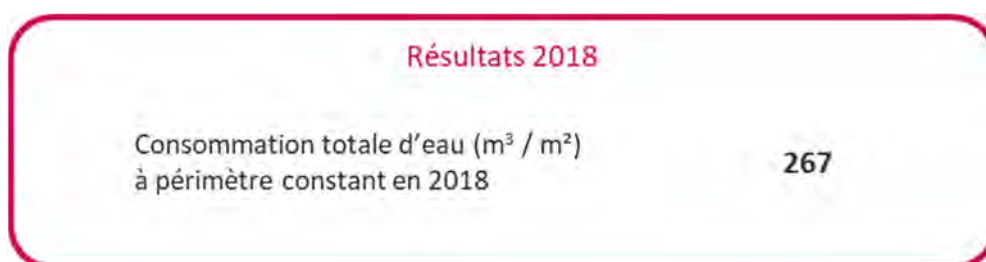 Résultats 2018
Consommation totale d'eau (m³ / m²)
à périmètre constant en 2018
267